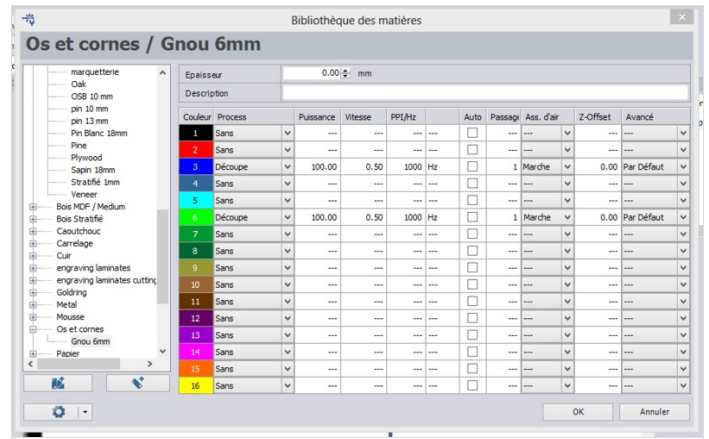 Bibliothèque des matières
Os et cornes / Gnou 6mm
marquetterie
Oak
OSB 10 mm
pin 10 mm
pin 13 mm
Pin Blanc 18mm
Pine
Plywood
Sapin 18mm
Stratifié 1mm
Veneer
Bois MDF / Medium
Bois Stratifié
Caoutchouc
Carrelage
Cuir
engraving laminates
engraving laminates cutting
Goldring
Metal
Mousse
Os et cornes
Gnou 6mm
Papier
Epaisseur 0.00 mm
Description
Couleur Process Puissance Vitesse PPI/Hz Auto Passage Ass. d'air Z-Offset Avancé
1 Sans --- --- --- --- --- --- --- ---
2 Sans --- --- --- --- --- --- --- ---
3 Découpe 100.00 0.50 1000 Hz 1 Marche 0.00 Par Défaut
4 Sans --- --- --- --- --- --- --- ---
5 Sans --- --- --- --- --- --- --- ---
6 Découpe 100.00 0.50 1000 Hz 1 Marche 0.00 Par Défaut
7 Sans --- --- --- --- --- --- --- ---
8 Sans --- --- --- --- --- --- --- ---
9 Sans --- --- --- --- --- --- --- ---
10 Sans --- --- --- --- --- --- --- ---
11 Sans --- --- --- --- --- --- --- ---
12 Sans --- --- --- --- --- --- --- ---
13 Sans --- --- --- --- --- --- --- ---
14 Sans --- --- --- --- --- --- --- ---
15 Sans --- --- --- --- --- --- --- ---
16 Sans --- --- --- --- --- --- --- ---
OK Annuler